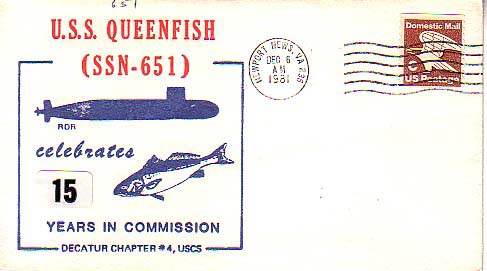 651
U.S.S. QUEENFISH
(SSN-651)
RDR
celebrates
15
YEARS IN COMMISSION
DECATUR CHAPTER #4, USCS
NEWPORT NEWS, VA 236
DEC 6
AM
1981
Domestic Mail
C
US Postage